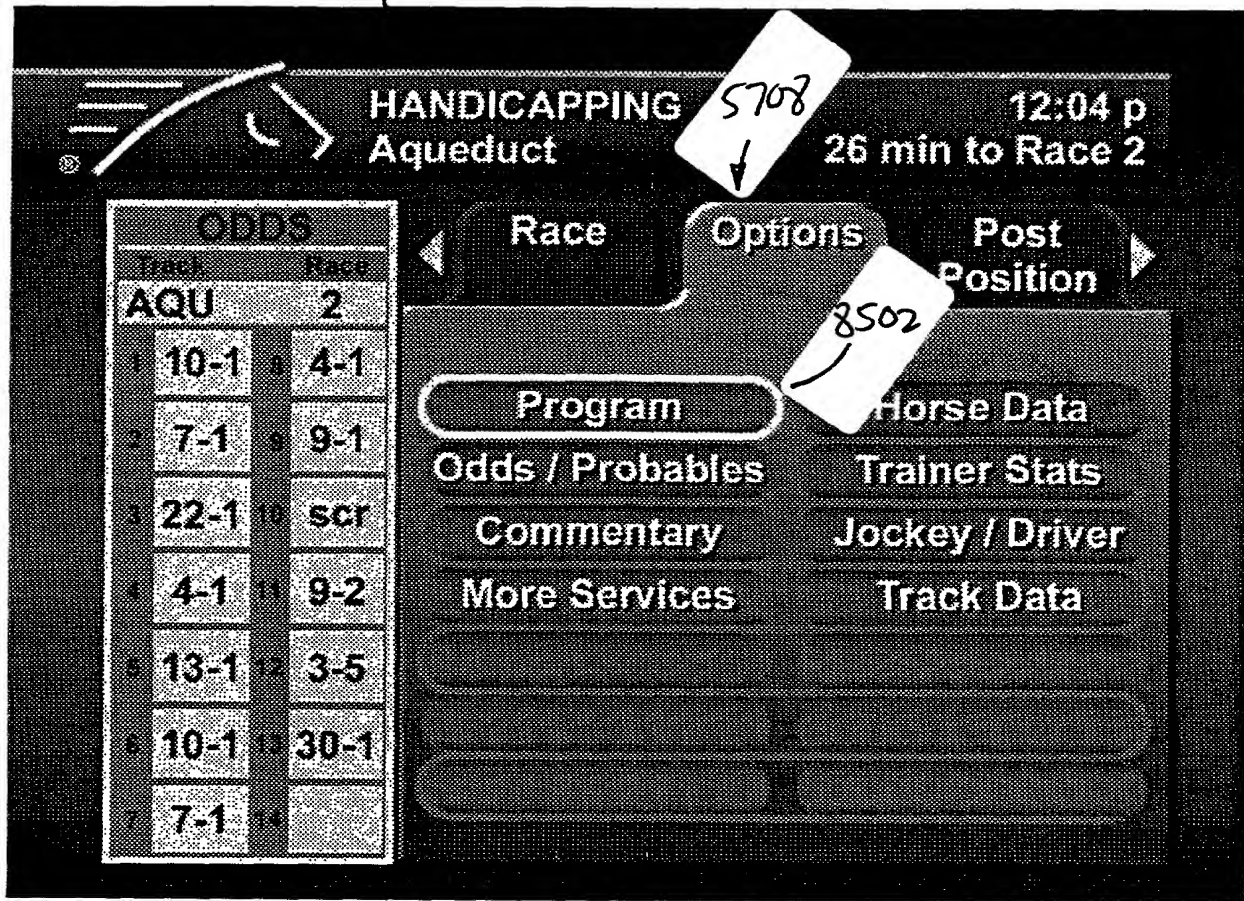 HANDICAPPING 5708 12:04 p
Aqueduct 26 min to Race 2
ODDS
Track Race
AQU 2
Race Options Post Position
8502
1 10-1 8 4-1
2 7-1 9 9-1
3 22-1 10 scr
4 4-1 11 9-2
5 13-1 12 3-5
6 10-1 13 30-1
7 7-1 14
Program Horse Data
Odds / Probables Trainer Stats
Commentary Jockey / Driver
More Services Track Data